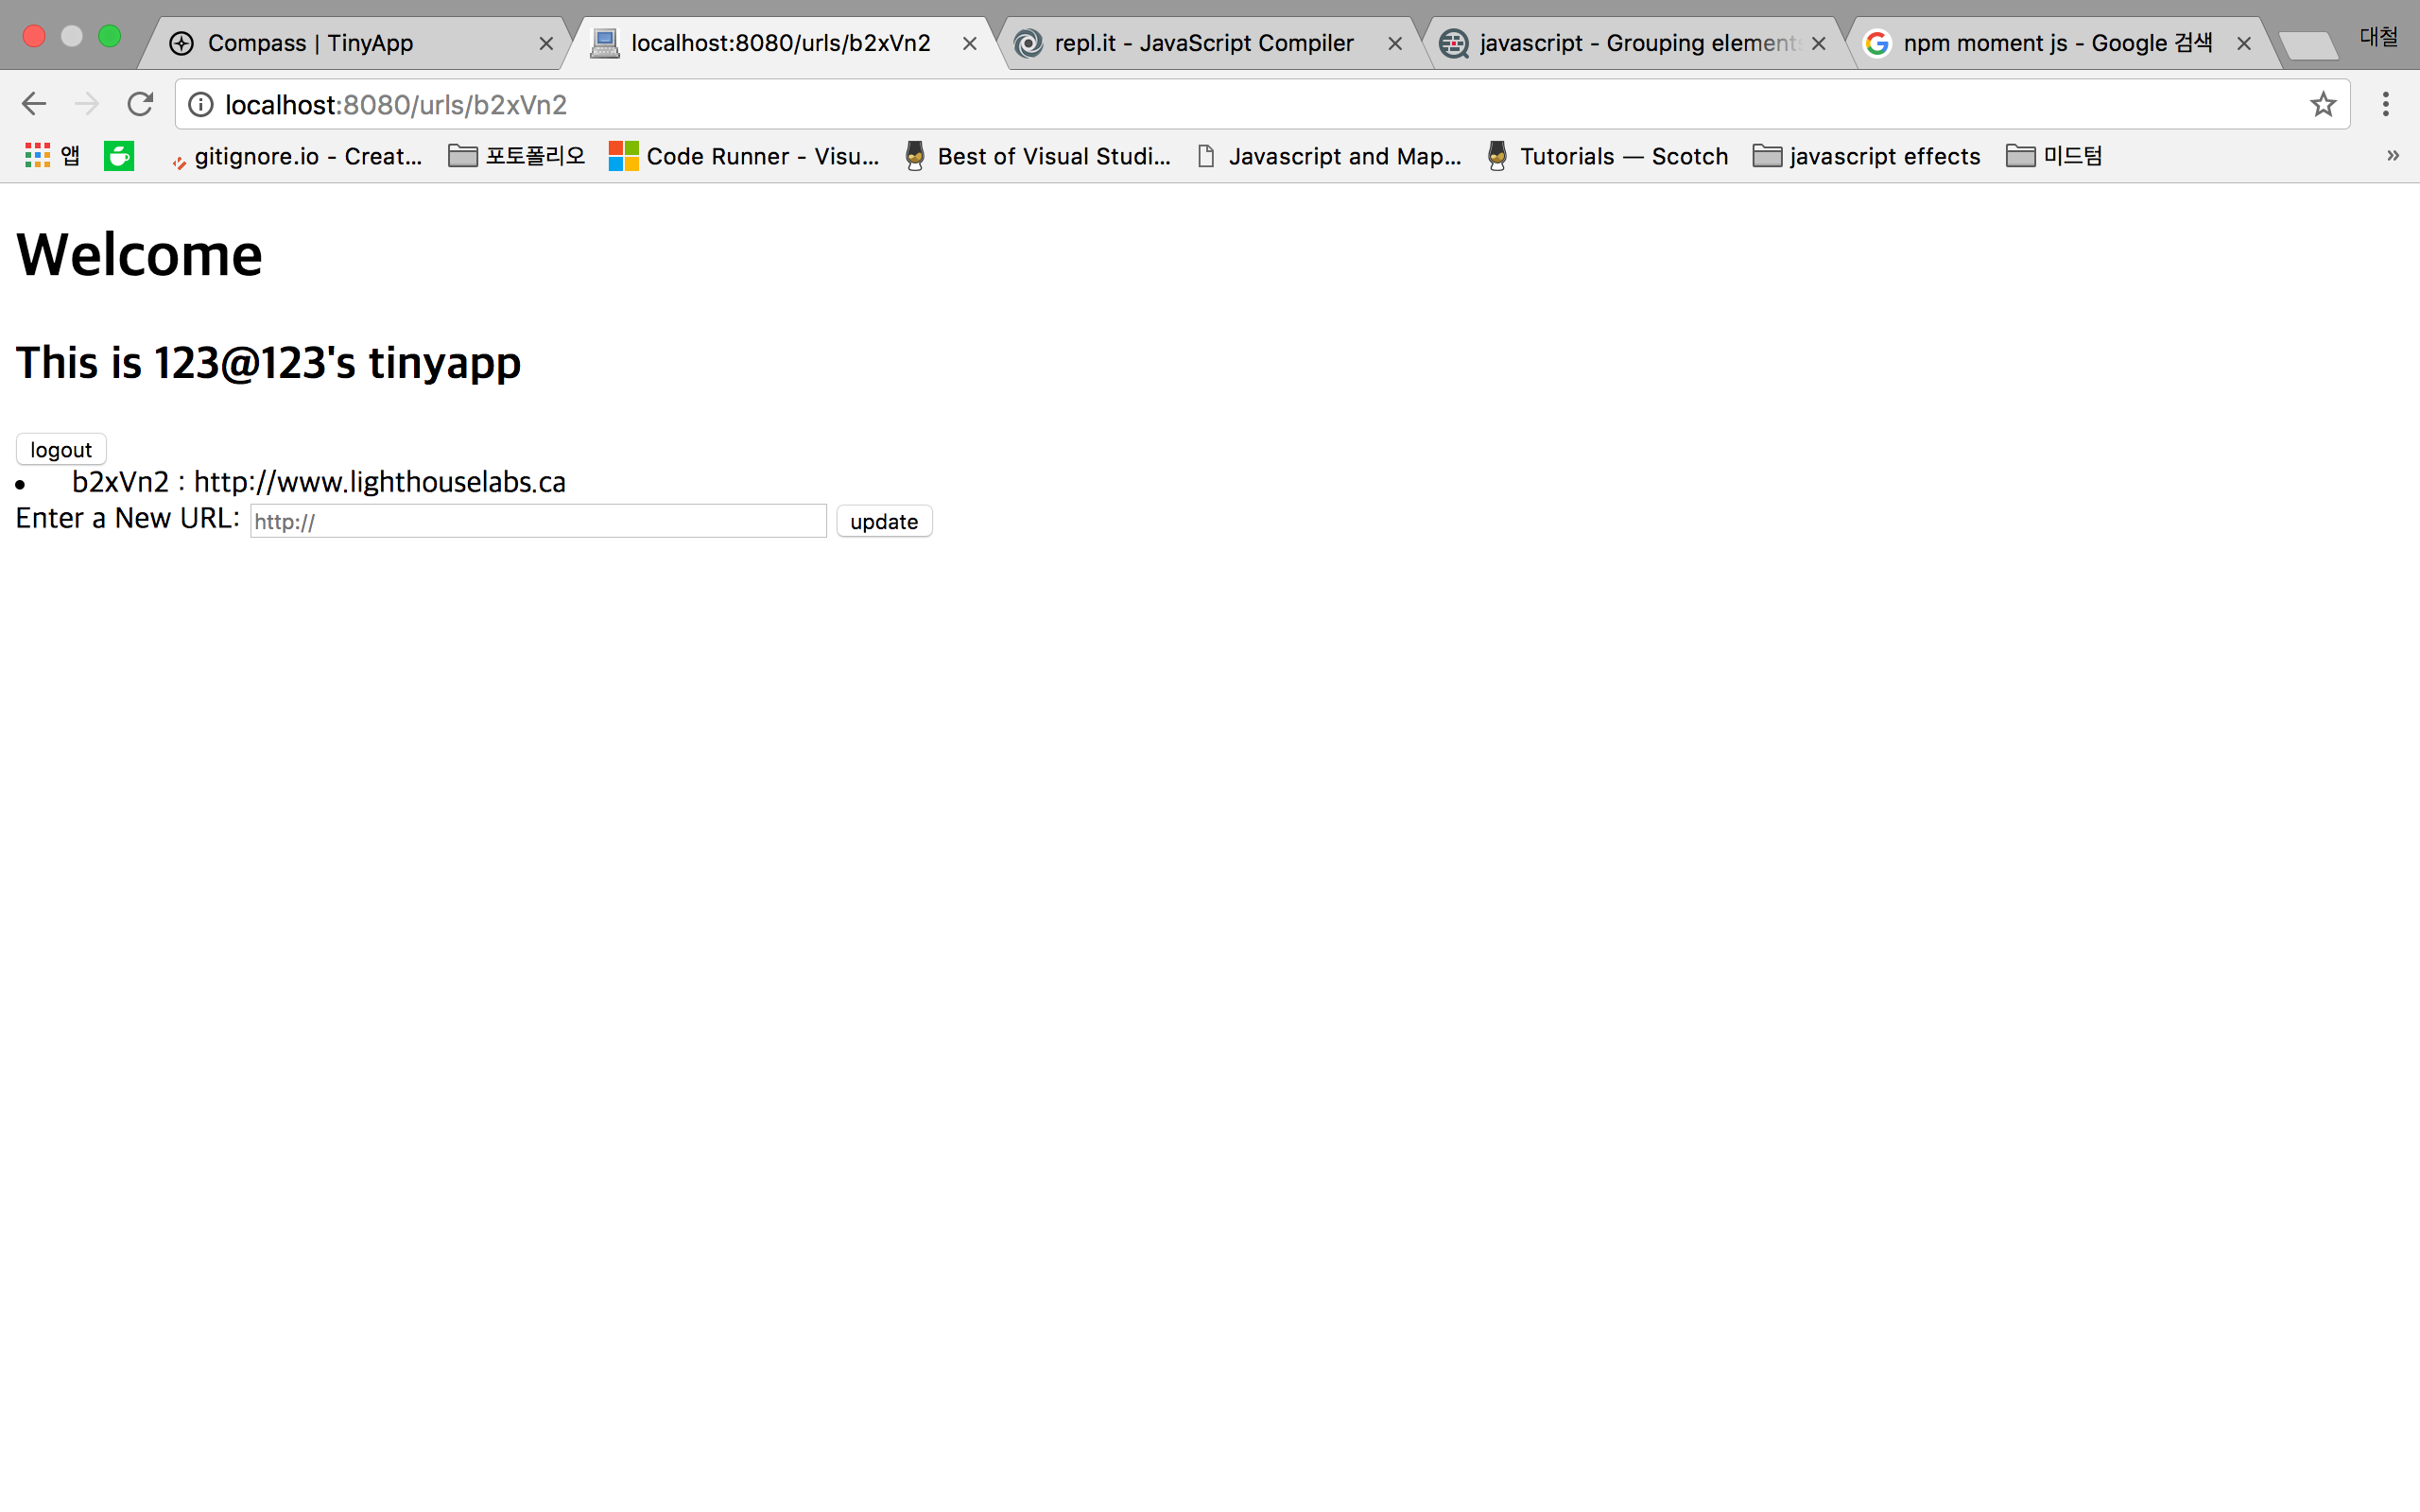 Compass | TinyApp
localhost:8080/urls/b2xVn2
repl.it - JavaScript Compiler
javascript - Grouping elements
npm moment js - Google 검색
대철
localhost:8080/urls/b2xVn2
앱
gitignore.io - Creat...
포토폴리오
Code Runner - Visu...
Best of Visual Studi...
Javascript and Map...
Tutorials — Scotch
javascript effects
미드텀
»
Welcome
This is 123@123's tinyapp
logout
• b2xVn2 : http://www.lighthouselabs.ca
Enter a New URL: http:// update